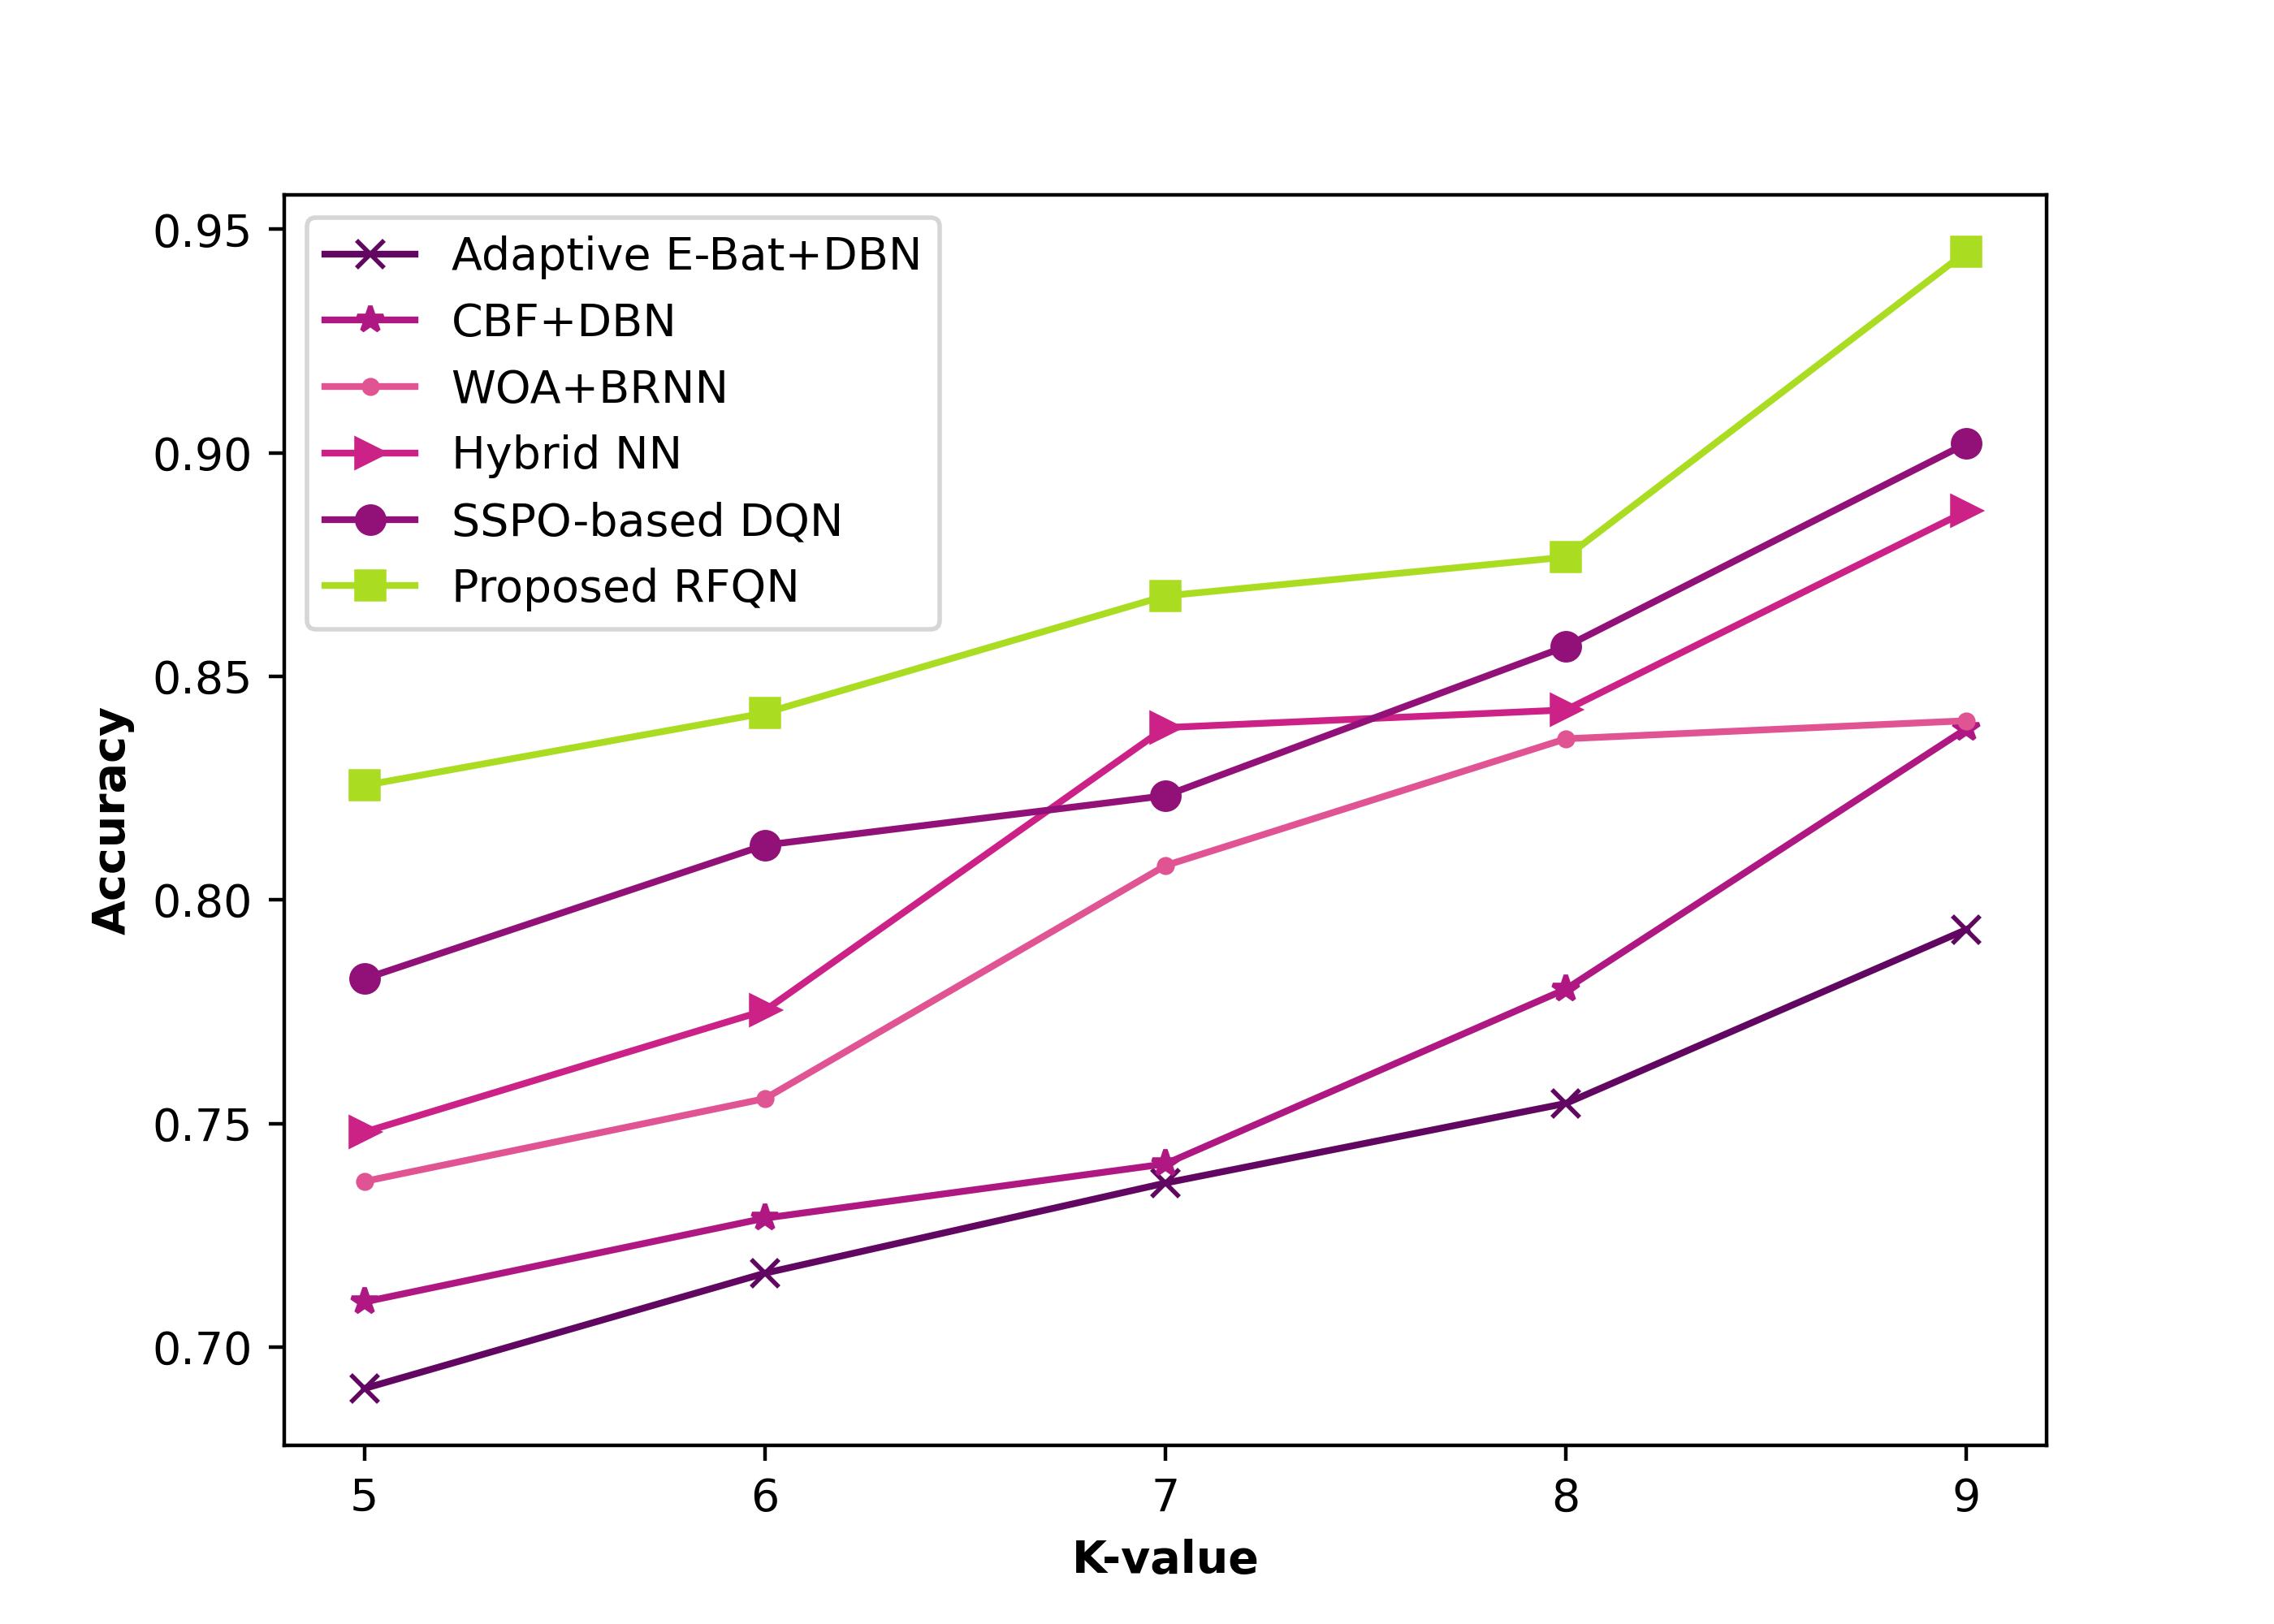 0.95
0.90
0.85
0.80
0.75
0.70
Accuracy
Adaptive E-Bat+DBN
CBF+DBN
WOA+BRNN
Hybrid NN
SSPO-based DQN
Proposed RFQN
5 6 7 8 9
K-value